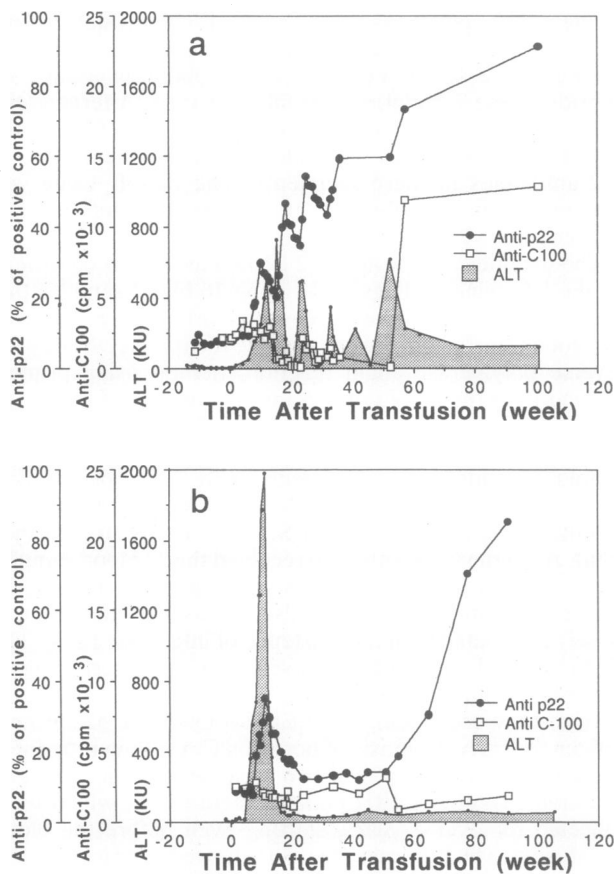 a
Anti-p22 (% of positive control)
Anti-C100 (cpm x10⁻³)
ALT (KU)
100
80
60
40
20
0
25
20
15
10
5
0
2000
1600
1200
800
400
0
Anti-p22
Anti-C100
ALT
-20 0 20 40 60 80 100 120
Time After Transfusion (week)
b
Anti-p22 (% of positive control)
Anti-C100 (cpm x10⁻³)
ALT (KU)
100
80
60
40
20
0
25
20
15
10
5
0
2000
1600
1200
800
400
0
Anti p22
Anti C-100
ALT
-20 0 20 40 60 80 100 120
Time After Transfusion (week)